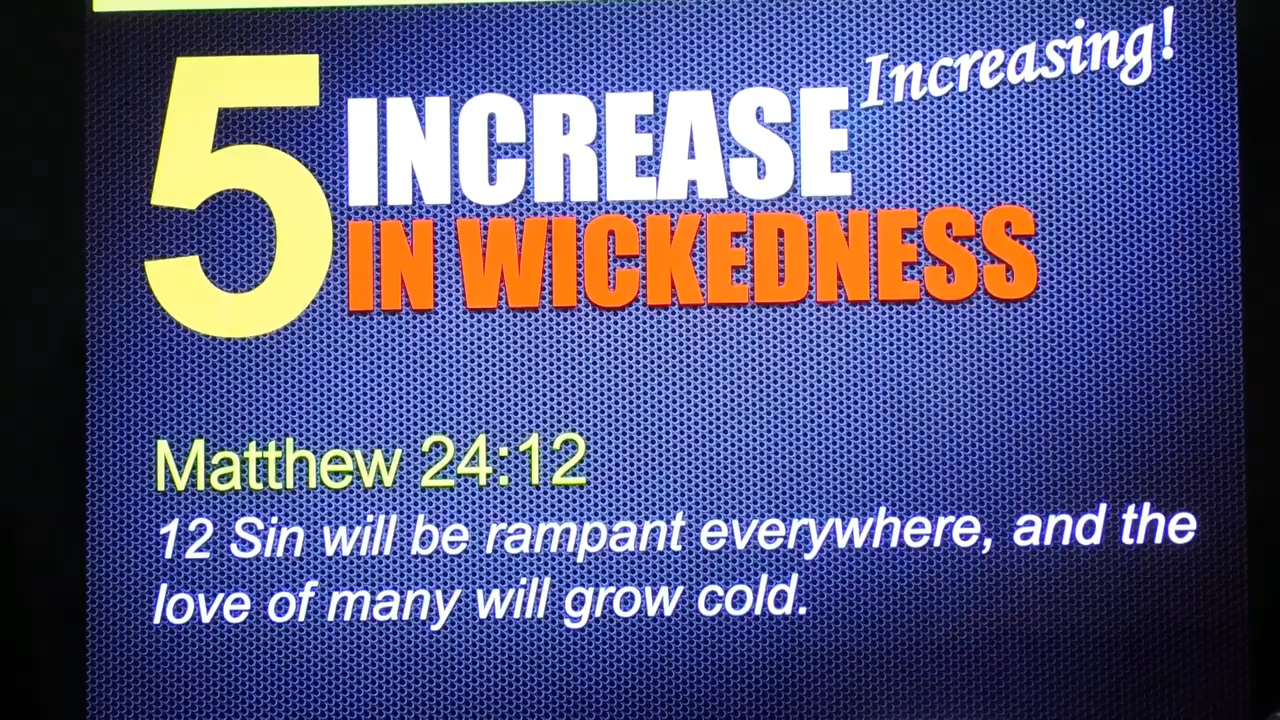 5 INCREASE Increasing!
IN WICKEDNESS
Matthew 24:12
12 Sin will be rampant everywhere, and the
love of many will grow cold.